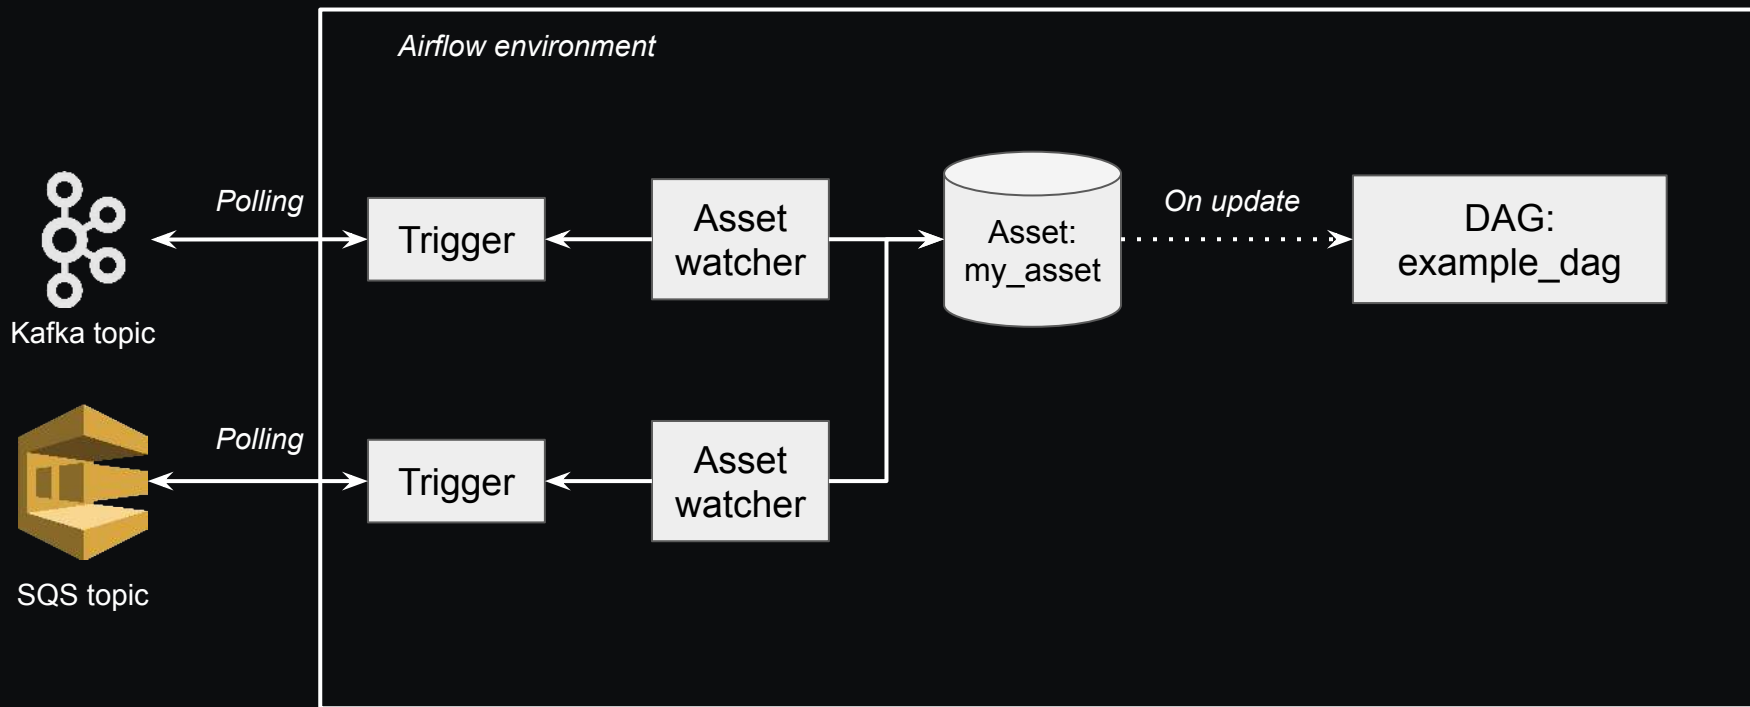 Airflow environment
Polling
Trigger
Asset
watcher
Asset:
my_asset
On update
DAG:
example_dag
Kafka topic
Polling
Trigger
Asset
watcher
SQS topic